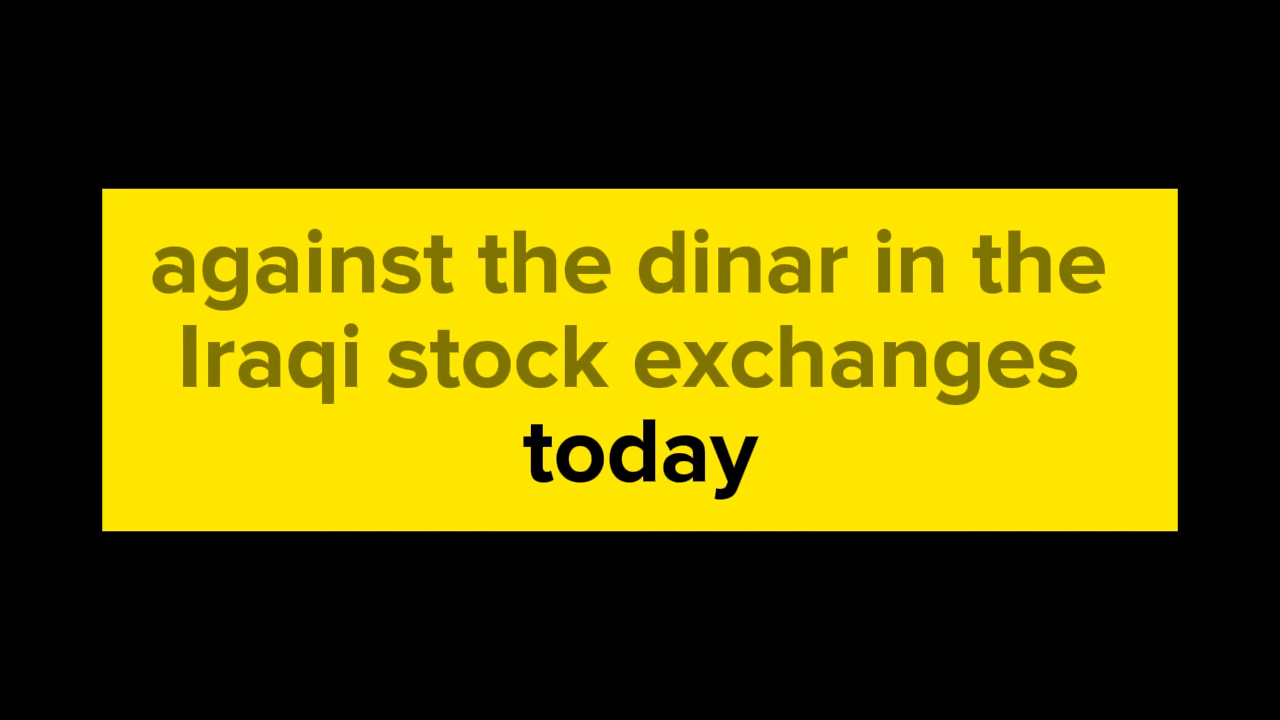 against the dinar in the
Iraqi stock exchanges
today